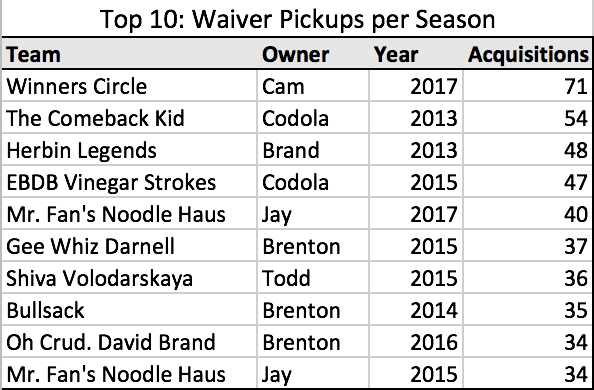 Top 10: Waiver Pickups per Season
Team Owner Year Acquisitions
Winners Circle Cam 2017 71
The Comeback Kid Codola 2013 54
Herbin Legends Brand 2013 48
EBDB Vinegar Strokes Codola 2015 47
Mr. Fan's Noodle Haus Jay 2017 40
Gee Whiz Darnell Brenton 2015 37
Shiva Volodarskaya Todd 2015 36
Bullsack Brenton 2014 35
Oh Crud. David Brand Brenton 2016 34
Mr. Fan's Noodle Haus Jay 2015 34